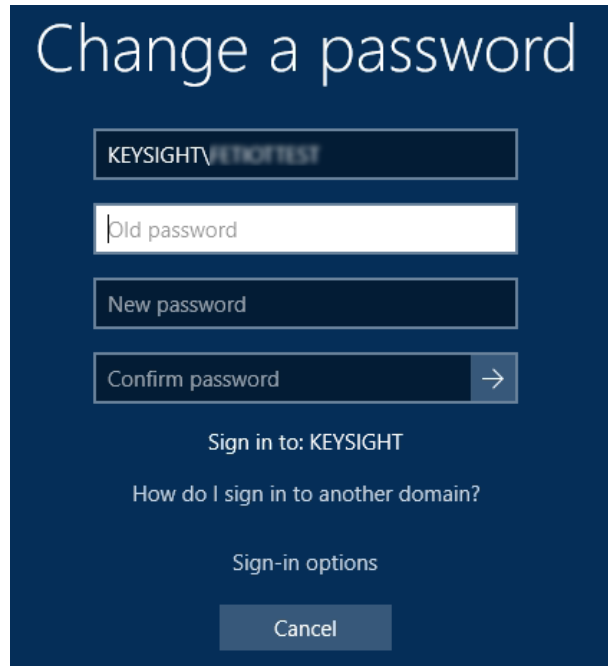 Change a password
KEYSIGHT\
Old password
New password
Confirm password
Sign in to: KEYSIGHT
How do I sign in to another domain?
Sign-in options
Cancel